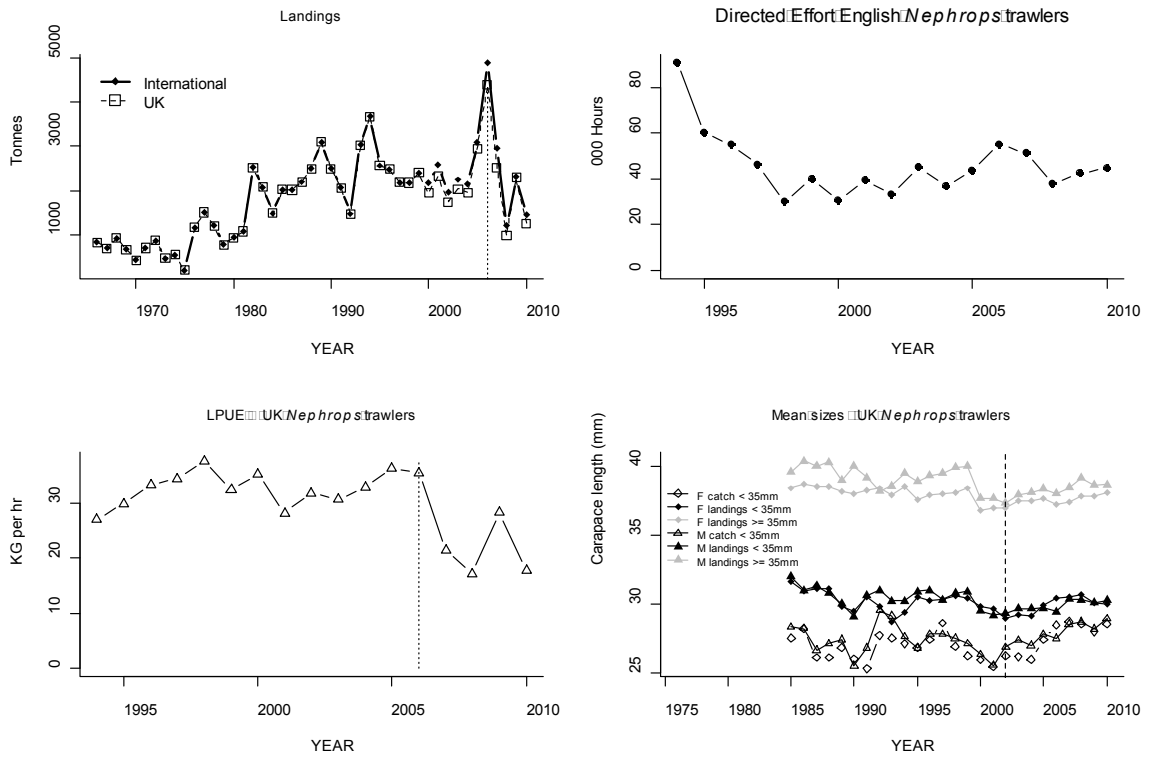 Landings
Tonnes
5000
3000
1000
International
UK
1970
1980
1990
2000
2010
YEAR
Directed Effort English Nephrops trawlers
000 Hours
80
60
40
20
0
1995
2000
2005
2010
YEAR
LPUE UK Nephrops trawlers
KG per hr
30
20
10
0
1995
2000
2005
2010
YEAR
Mean sizes UK Nephrops trawlers
Carapace length (mm)
40
35
30
25
F catch < 35mm
F landings < 35mm
F landings >= 35mm
M catch < 35mm
M landings < 35mm
M landings >= 35mm
1975
1980
1985
1990
1995
2000
2005
2010
YEAR